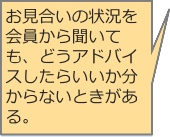 お見合いの状況を
会員から聞いて
も、どうアドバイ
スしたらいいか分
からないときがあ
る。